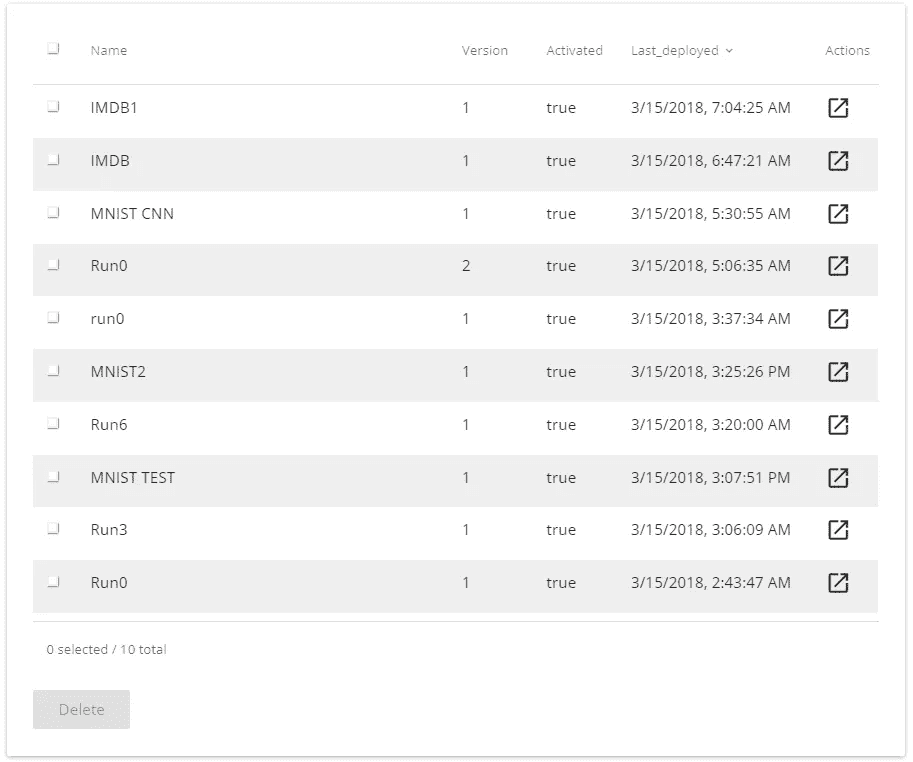 Name Version Activated Last_deployed Actions
IMDB1 1 true 3/15/2018, 7:04:25 AM
IMDB 1 true 3/15/2018, 6:47:21 AM
MNIST CNN 1 true 3/15/2018, 5:30:55 AM
Run0 2 true 3/15/2018, 5:06:35 AM
run0 1 true 3/15/2018, 3:37:34 AM
MNIST2 1 true 3/15/2018, 3:25:26 PM
Run6 1 true 3/15/2018, 3:20:00 AM
MNIST TEST 1 true 3/15/2018, 3:07:51 PM
Run3 1 true 3/15/2018, 3:06:09 AM
Run0 1 true 3/15/2018, 2:43:47 AM
0 selected / 10 total
Delete